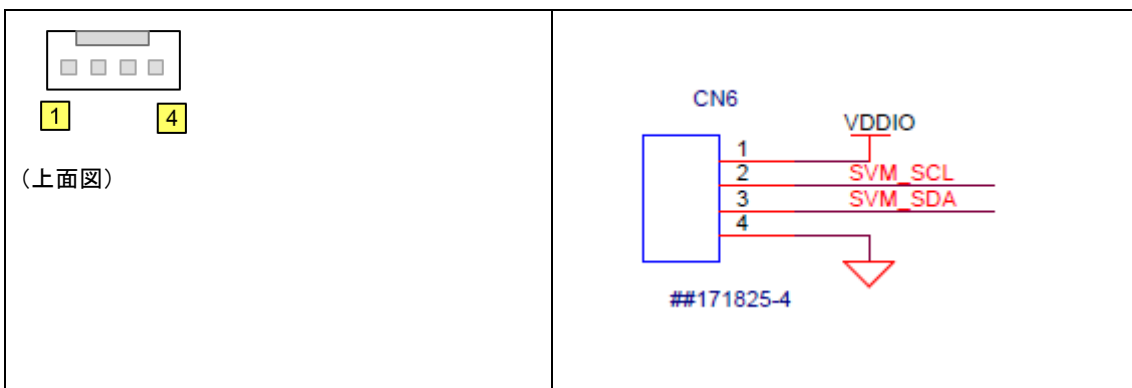 1
4
（上面図）
CN6
VDDIO
1
2
SVM_SCL
3
SVM_SDA
4
##171825-4